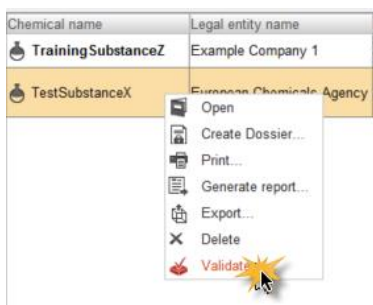 Chemical name Legal entity name
TrainingSubstanceZ Example Company 1
TestSubstanceX European Chemicals Agency
Open
Create Dossier...
Print...
Generate report...
Export...
Delete
Validate